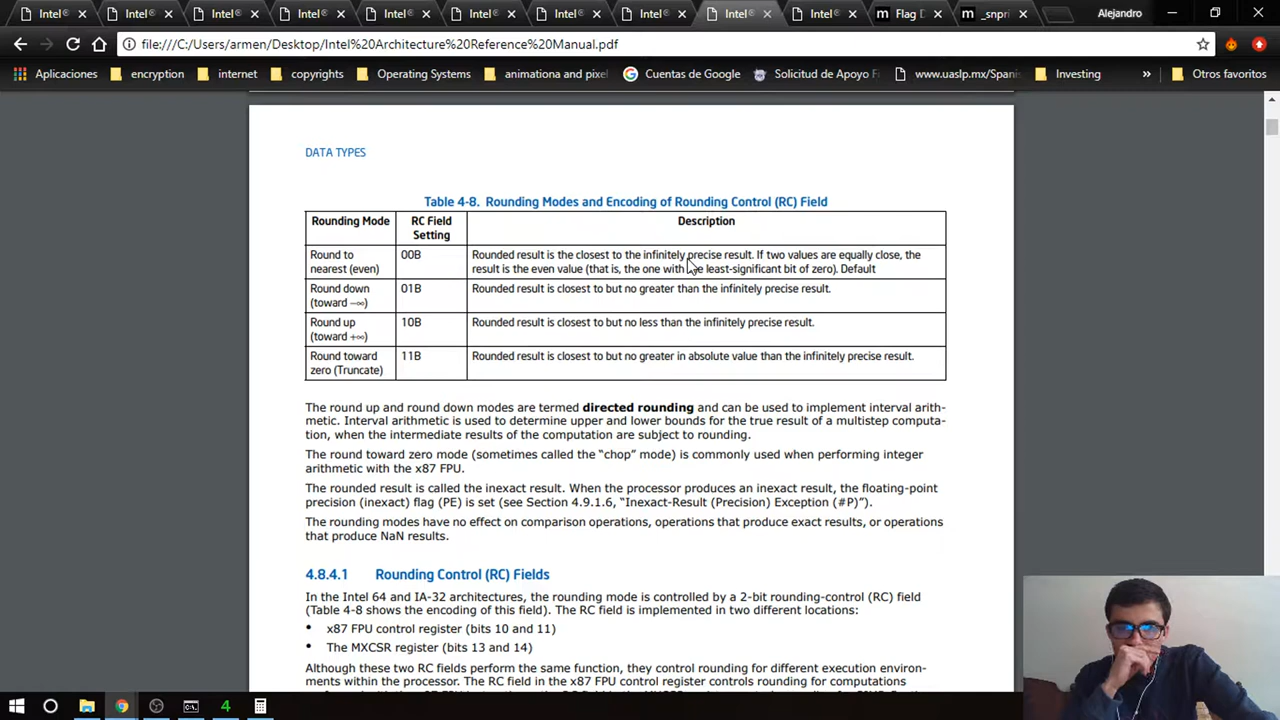 Intel®
Intel®
Intel®
Intel®
Intel®
Intel®
Intel®
Intel®
Intel®
Intel®
Flag D
_snpri
Alejandro
file:///C:/Users/armen/Desktop/Intel%20Architecture%20Reference%20Manual.pdf
Aplicaciones
encryption
internet
copyrights
Operating Systems
animationa and pixel
Cuentas de Google
Solicitud de Apoyo Fi
www.uaslp.mx/Spani
Investing
»
Otros favoritos
DATA TYPES
Table 4-8. Rounding Modes and Encoding of Rounding Control (RC) Field
Rounding Mode
RC Field
Setting
Description
Round to
nearest (even)
00B
Rounded result is the closest to the infinitely precise result. If two values are equally close, the
result is the even value (that is, the one with least-significant bit of zero). Default
Round down
(toward −∞)
01B
Rounded result is closest to but no greater than the infinitely precise result.
Round up
(toward +∞)
10B
Rounded result is closest to but no less than the infinitely precise result.
Round toward
zero (Truncate)
11B
Rounded result is closest to but no greater in absolute value than the infinitely precise result.
The round up and round down modes are termed directed rounding and can be used to implement interval arith-
metic. Interval arithmetic is used to determine upper and lower bounds for the true result of a multistep computa-
tion, when the intermediate results of the computation are subject to rounding.
The round toward zero mode (sometimes called the “chop” mode) is commonly used when performing integer
arithmetic with the x87 FPU.
The rounded result is called the inexact result. When the processor produces an inexact result, the floating-point
precision (inexact) flag (PE) is set (see Section 4.9.1.6, “Inexact-Result (Precision) Exception (#P)”).
The rounding modes have no effect on comparison operations, operations that produce exact results, or operations
that produce NaN results.
4.8.4.1 Rounding Control (RC) Fields
In the Intel 64 and IA-32 architectures, the rounding mode is controlled by a 2-bit rounding-control (RC) field
(Table 4-8 shows the encoding of this field). The RC field is implemented in two different locations:
• x87 FPU control register (bits 10 and 11)
• The MXCSR register (bits 13 and 14)
Although these two RC fields perform the same function, they control rounding for different execution environ-
ments within the processor. The RC field in the x87 FPU control register controls rounding for computations